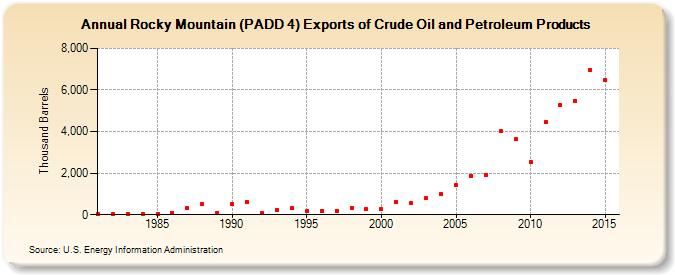 Annual Rocky Mountain (PADD 4) Exports of Crude Oil and Petroleum Products
Thousand Barrels
8,000
6,000
4,000
2,000
0
1985 1990 1995 2000 2005 2010 2015
Source: U.S. Energy Information Administration